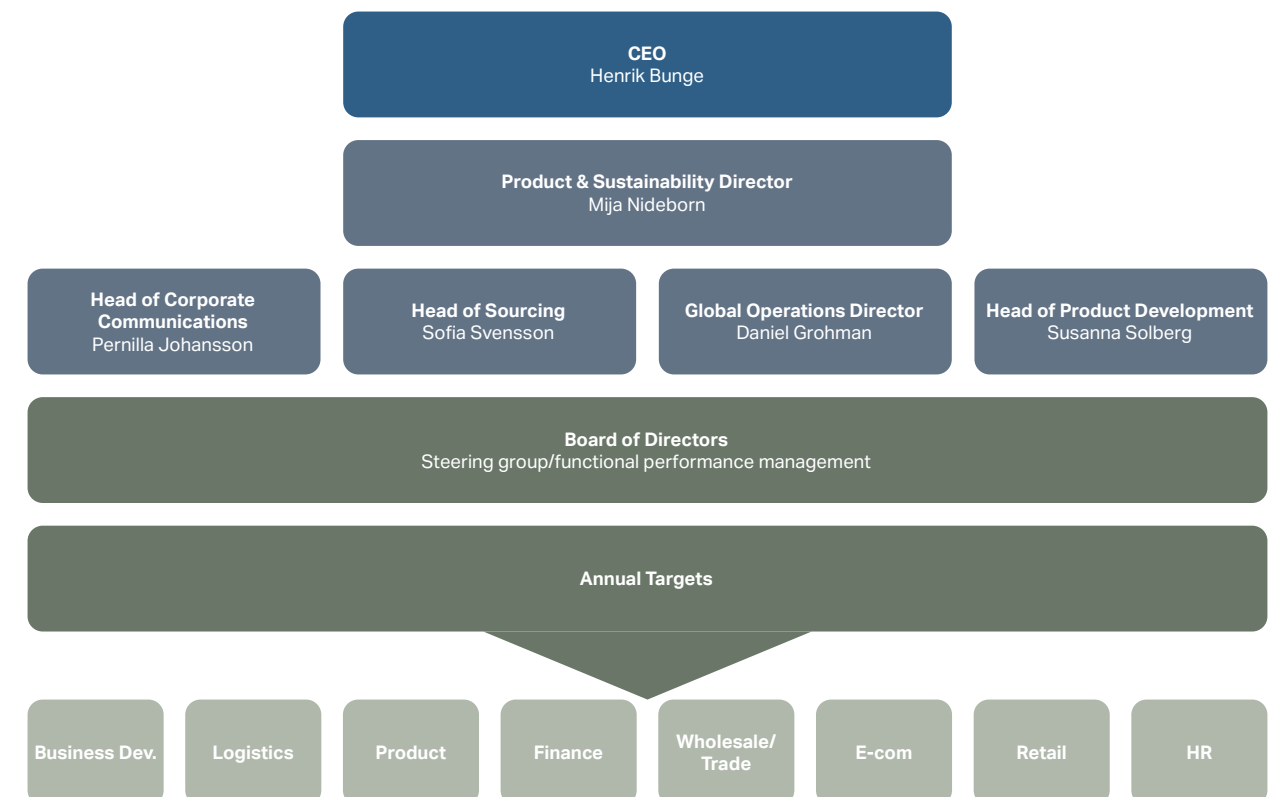 CEO
Henrik Bunge
Product & Sustainability Director
Mija Nideborn
Head of Corporate
Communications
Pernilla Johansson
Head of Sourcing
Sofia Svensson
Global Operations Director
Daniel Grohman
Head of Product Development
Susanna Solberg
Board of Directors
Steering group/functional performance management
Annual Targets
Business Dev.
Logistics
Product
Finance
Wholesale/
Trade
E-com
Retail
HR